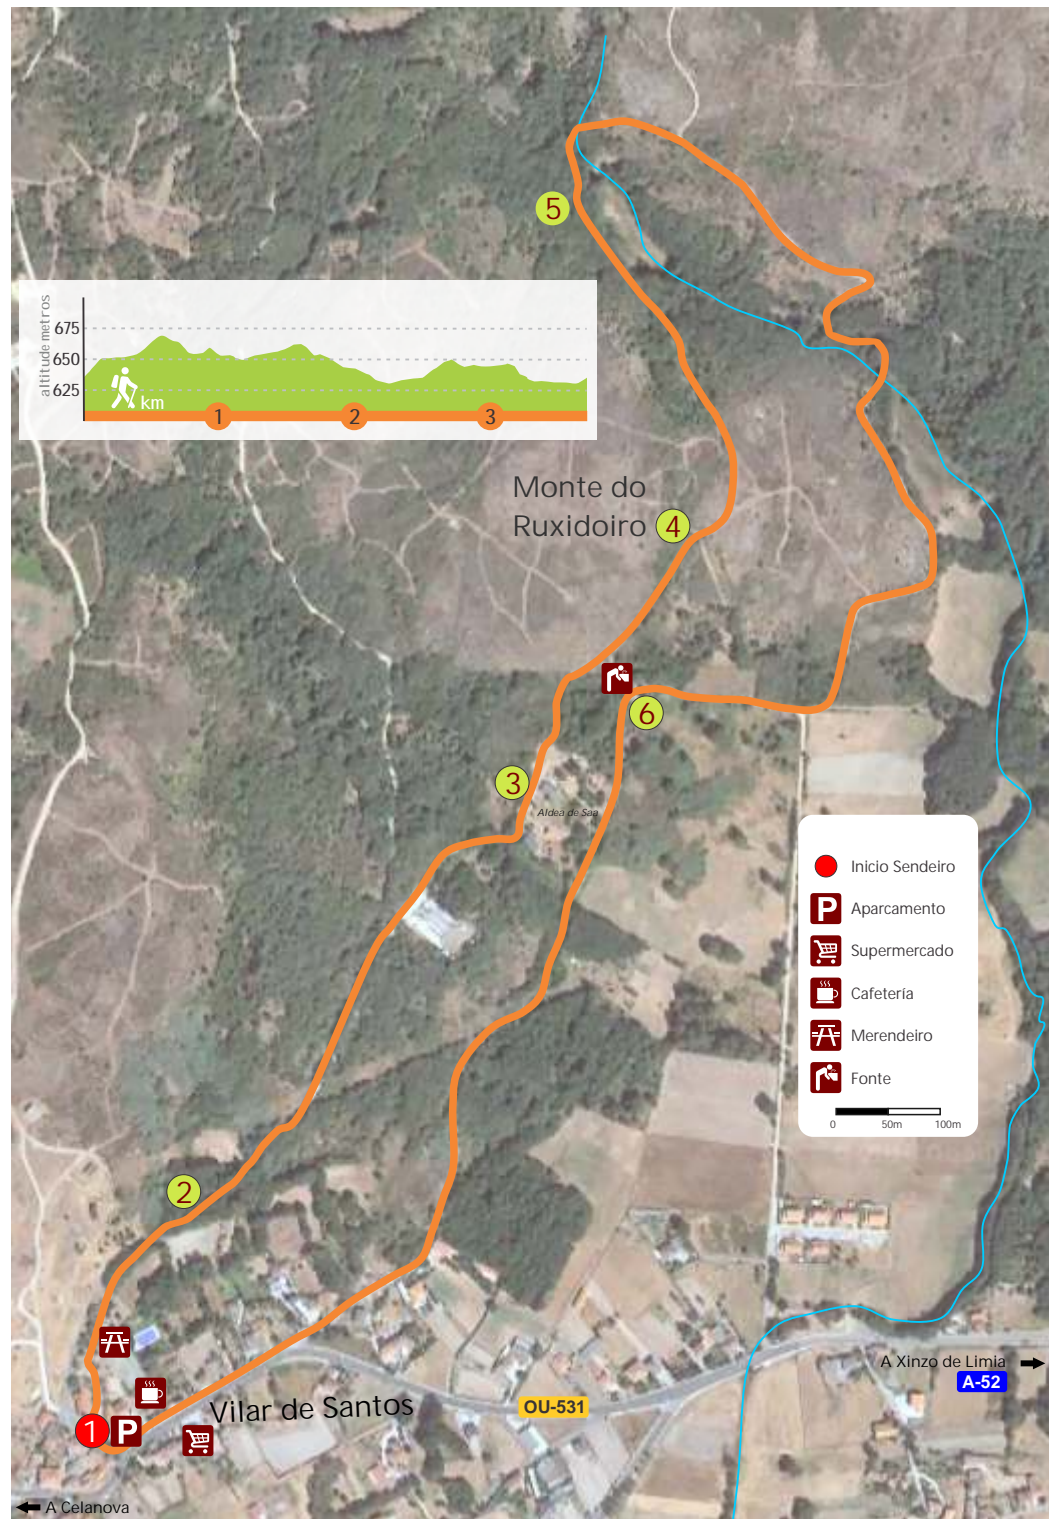 5
altitude metros
675
650
625
km
1
2
3
Monte do
Ruxidoiro
4
6
3
Aldea de Saa
Inicio Sendeiro
P Aparcamento
Supermercado
Cafetería
Merendeiro
Fonte
0 50m 100m
2
A Xinzo de Limia
A-52
OU-531
Vilar de Santos
1
P
A Celanova